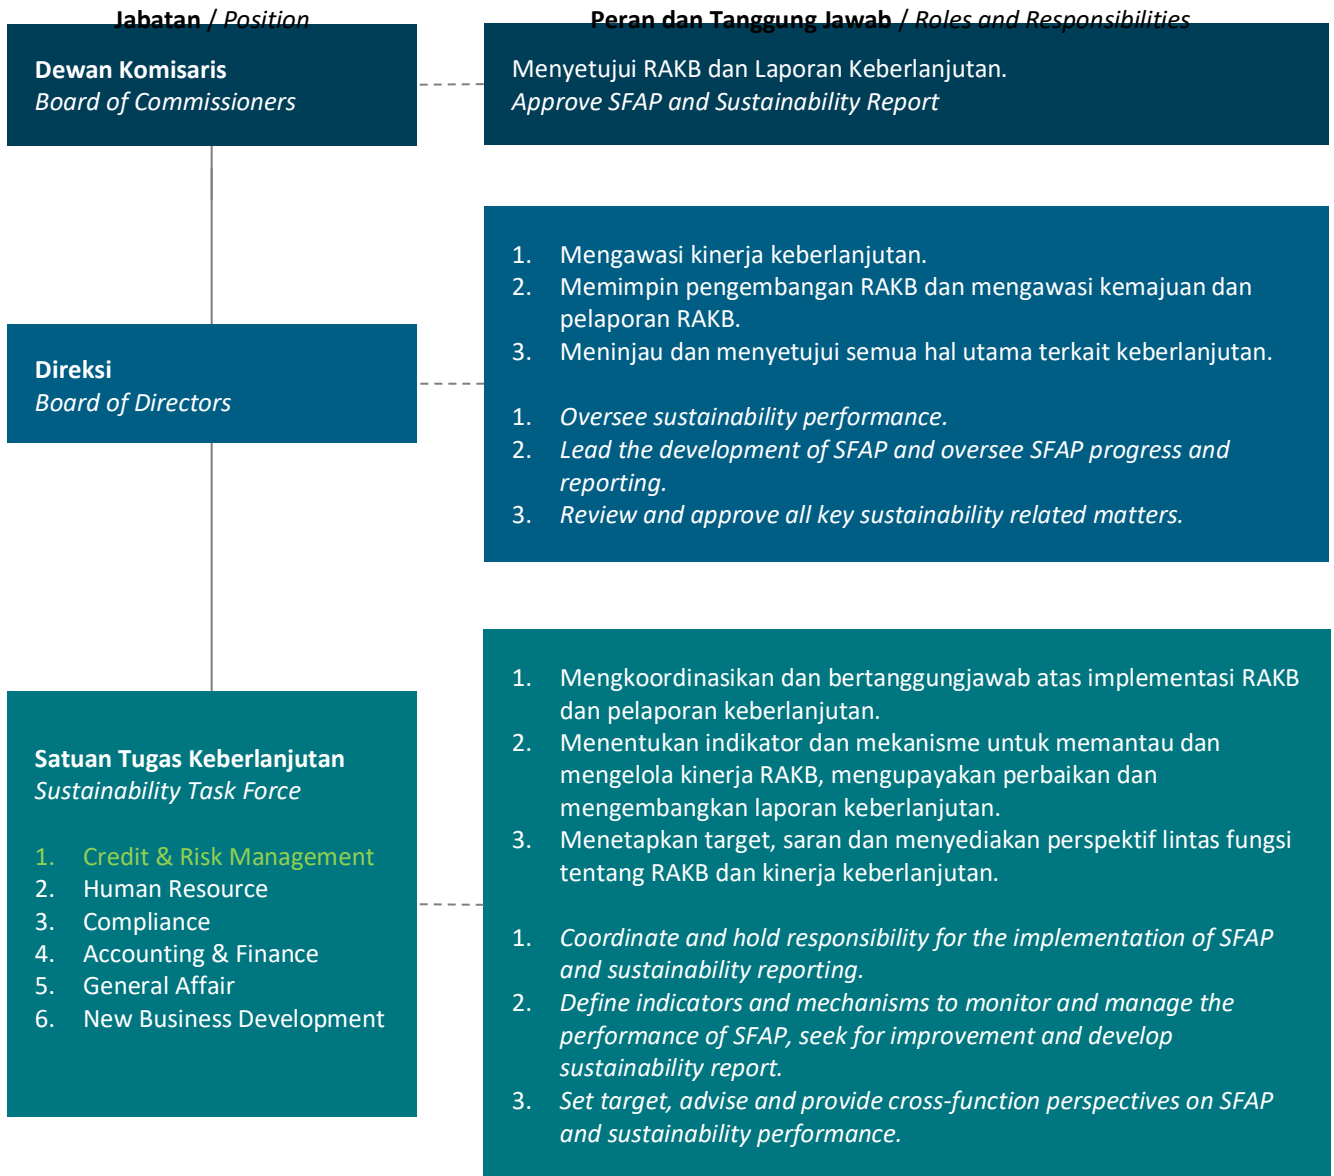 Jabatan / Position
Peran dan Tanggung Jawab / Roles and Responsibilities
Dewan Komisaris
Board of Commissioners
Menyetujui RAKB dan Laporan Keberlanjutan.
Approve SFAP and Sustainability Report
Direksi
Board of Directors
1. Mengawasi kinerja keberlanjutan.
2. Memimpin pengembangan RAKB dan mengawasi kemajuan dan
pelaporan RAKB.
3. Meninjau dan menyetujui semua hal utama terkait keberlanjutan.
1. Oversee sustainability performance.
2. Lead the development of SFAP and oversee SFAP progress and
reporting.
3. Review and approve all key sustainability related matters.
Satuan Tugas Keberlanjutan
Sustainability Task Force
1. Credit & Risk Management
2. Human Resource
3. Compliance
4. Accounting & Finance
5. General Affair
6. New Business Development
1. Mengkoordinasikan dan bertanggungjawab atas implementasi RAKB
dan pelaporan keberlanjutan.
2. Menentukan indikator dan mekanisme untuk memantau dan
mengelola kinerja RAKB, mengupayakan perbaikan dan
mengembangkan laporan keberlanjutan.
3. Menetapkan target, saran dan menyediakan perspektif lintas fungsi
tentang RAKB dan kinerja keberlanjutan.
1. Coordinate and hold responsibility for the implementation of SFAP
and sustainability reporting.
2. Define indicators and mechanisms to monitor and manage the
performance of SFAP, seek for improvement and develop
sustainability report.
3. Set target, advise and provide cross-function perspectives on SFAP
and sustainability performance.